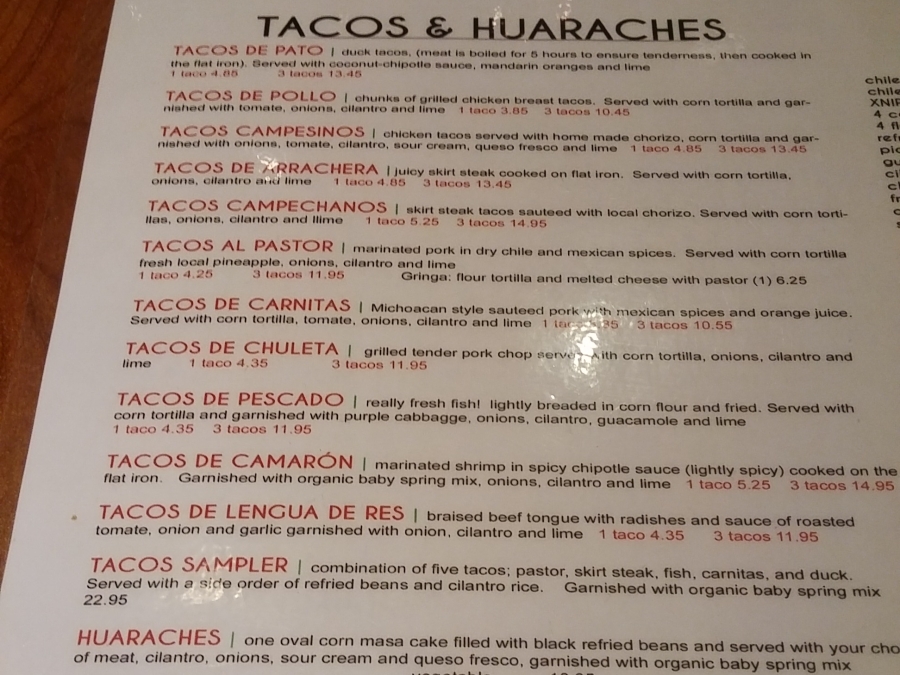 TACOS & HUARACHES
TACOS DE PATO | duck tacos, (meat is boiled for 5 hours to ensure tenderness, then cooked in
the flat iron). Served with coconut-chipotle sauce, mandarin oranges and lime
1 taco 4.85 3 tacos 13.45
TACOS DE POLLO | chunks of grilled chicken breast tacos. Served with corn tortilla and gar-
nished with tomate, onions, cilantro and lime 1 taco 3.85 3 tacos 10.45
TACOS CAMPESINOS | chicken tacos served with home made chorizo, corn tortilla and gar-
nished with onions, tomate, cilantro, sour cream, queso fresco and lime 1 taco 4.85 3 tacos 13.45
TACOS DE ARRACHERA | juicy skirt steak cooked on flat iron. Served with corn tortilla,
onions, cilantro and lime 1 taco 4.85 3 tacos 13.45
TACOS CAMPECHANOS | skirt steak tacos sauteed with local chorizo. Served with corn torti-
llas, onions, cilantro and llime 1 taco 5.25 3 tacos 14.95
TACOS AL PASTOR | marinated pork in dry chile and mexican spices. Served with corn tortilla
fresh local pineapple, onions, cilantro and lime
1 taco 4.25 3 tacos 11.95 Gringa: flour tortilla and melted cheese with pastor (1) 6.25
TACOS DE CARNITAS | Michoacan style sauteed pork with mexican spices and orange juice.
Served with corn tortilla, tomate, onions, cilantro and lime 1 3 tacos 10.55
TACOS DE CHULETA | grilled tender pork chop served with corn tortilla, onions, cilantro and
lime 1 taco 4.35 3 tacos 11.95
TACOS DE PESCADO | really fresh fish! lightly breaded in corn flour and fried. Served with
corn tortilla and garnished with purple cabbagge, onions, cilantro, guacamole and lime
1 taco 4.35 3 tacos 11.95
TACOS DE CAMARÓN | marinated shrimp in spicy chipotle sauce (lightly spicy) cooked on the
flat iron. Garnished with organic baby spring mix, onions, cilantro and lime 1 taco 5.25 3 tacos 14.95
TACOS DE LENGUA DE RES | braised beef tongue with radishes and sauce of roasted
tomate, onion and garlic garnished with onion, cilantro and lime 1 taco 4.35 3 tacos 11.95
TACOS SAMPLER | combination of five tacos; pastor, skirt steak, fish, carnitas, and duck.
Served with a side order of refried beans and cilantro rice. Garnished with organic baby spring mix
22.95
HUARACHES | one oval corn masa cake filled with black refried beans and served with your cho
of meat, cilantro, onions, sour cream and queso fresco, garnished with organic baby spring mix
chile
chile
XNIP
4 c
4 fl
refr
pic
gu
ci